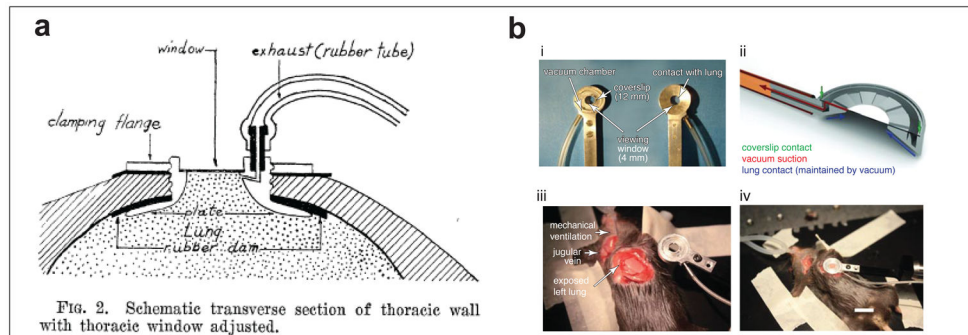 a
window
exhaust (rubber tube)
clamping flange
plate
Lung
rubber dam
FIG. 2. Schematic transverse section of thoracic wall
with thoracic window adjusted.
b
i
vacuum chamber
contact with lung
coverslip
(12 mm)
viewing
window
(4 mm)
ii
coverslip contact
vacuum suction
lung contact (maintained by vacuum)
iii
mechanical
ventilation
jugular
vein
exposed
left lung
iv